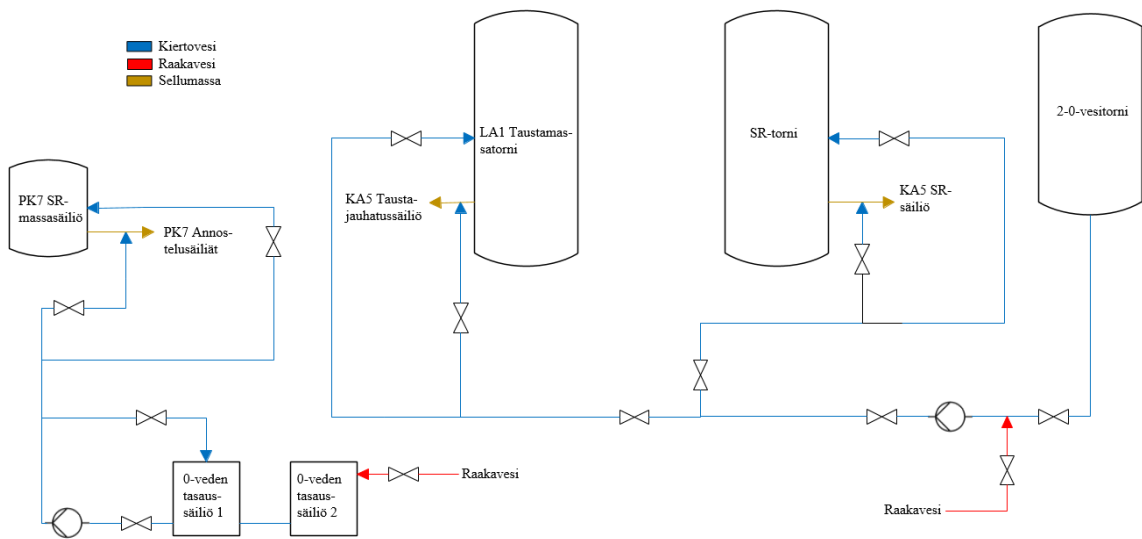 Kiertovesi
Raakavesi
Sellumassa
LA1 Taustamas-
satorni
SR-torni
2-0-vesitorni
PK7 SR-
massasäiliö
KA5 Tausta-
jauhatussäiliö
KA5 SR-
säiliö
PK7 Annos-
telusäiliät
0-veden
tasaus-
säiliö 1
0-veden
tasaus-
säiliö 2
Raakavesi
Raakavesi